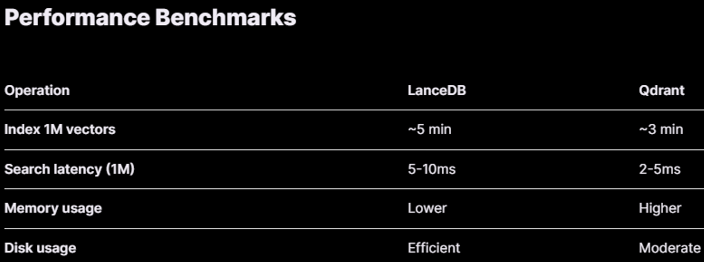 Performance Benchmarks
Operation LanceDB Qdrant
Index 1M vectors ~5 min ~3 min
Search latency (1M) 5-10ms 2-5ms
Memory usage Lower Higher
Disk usage Efficient Moderate